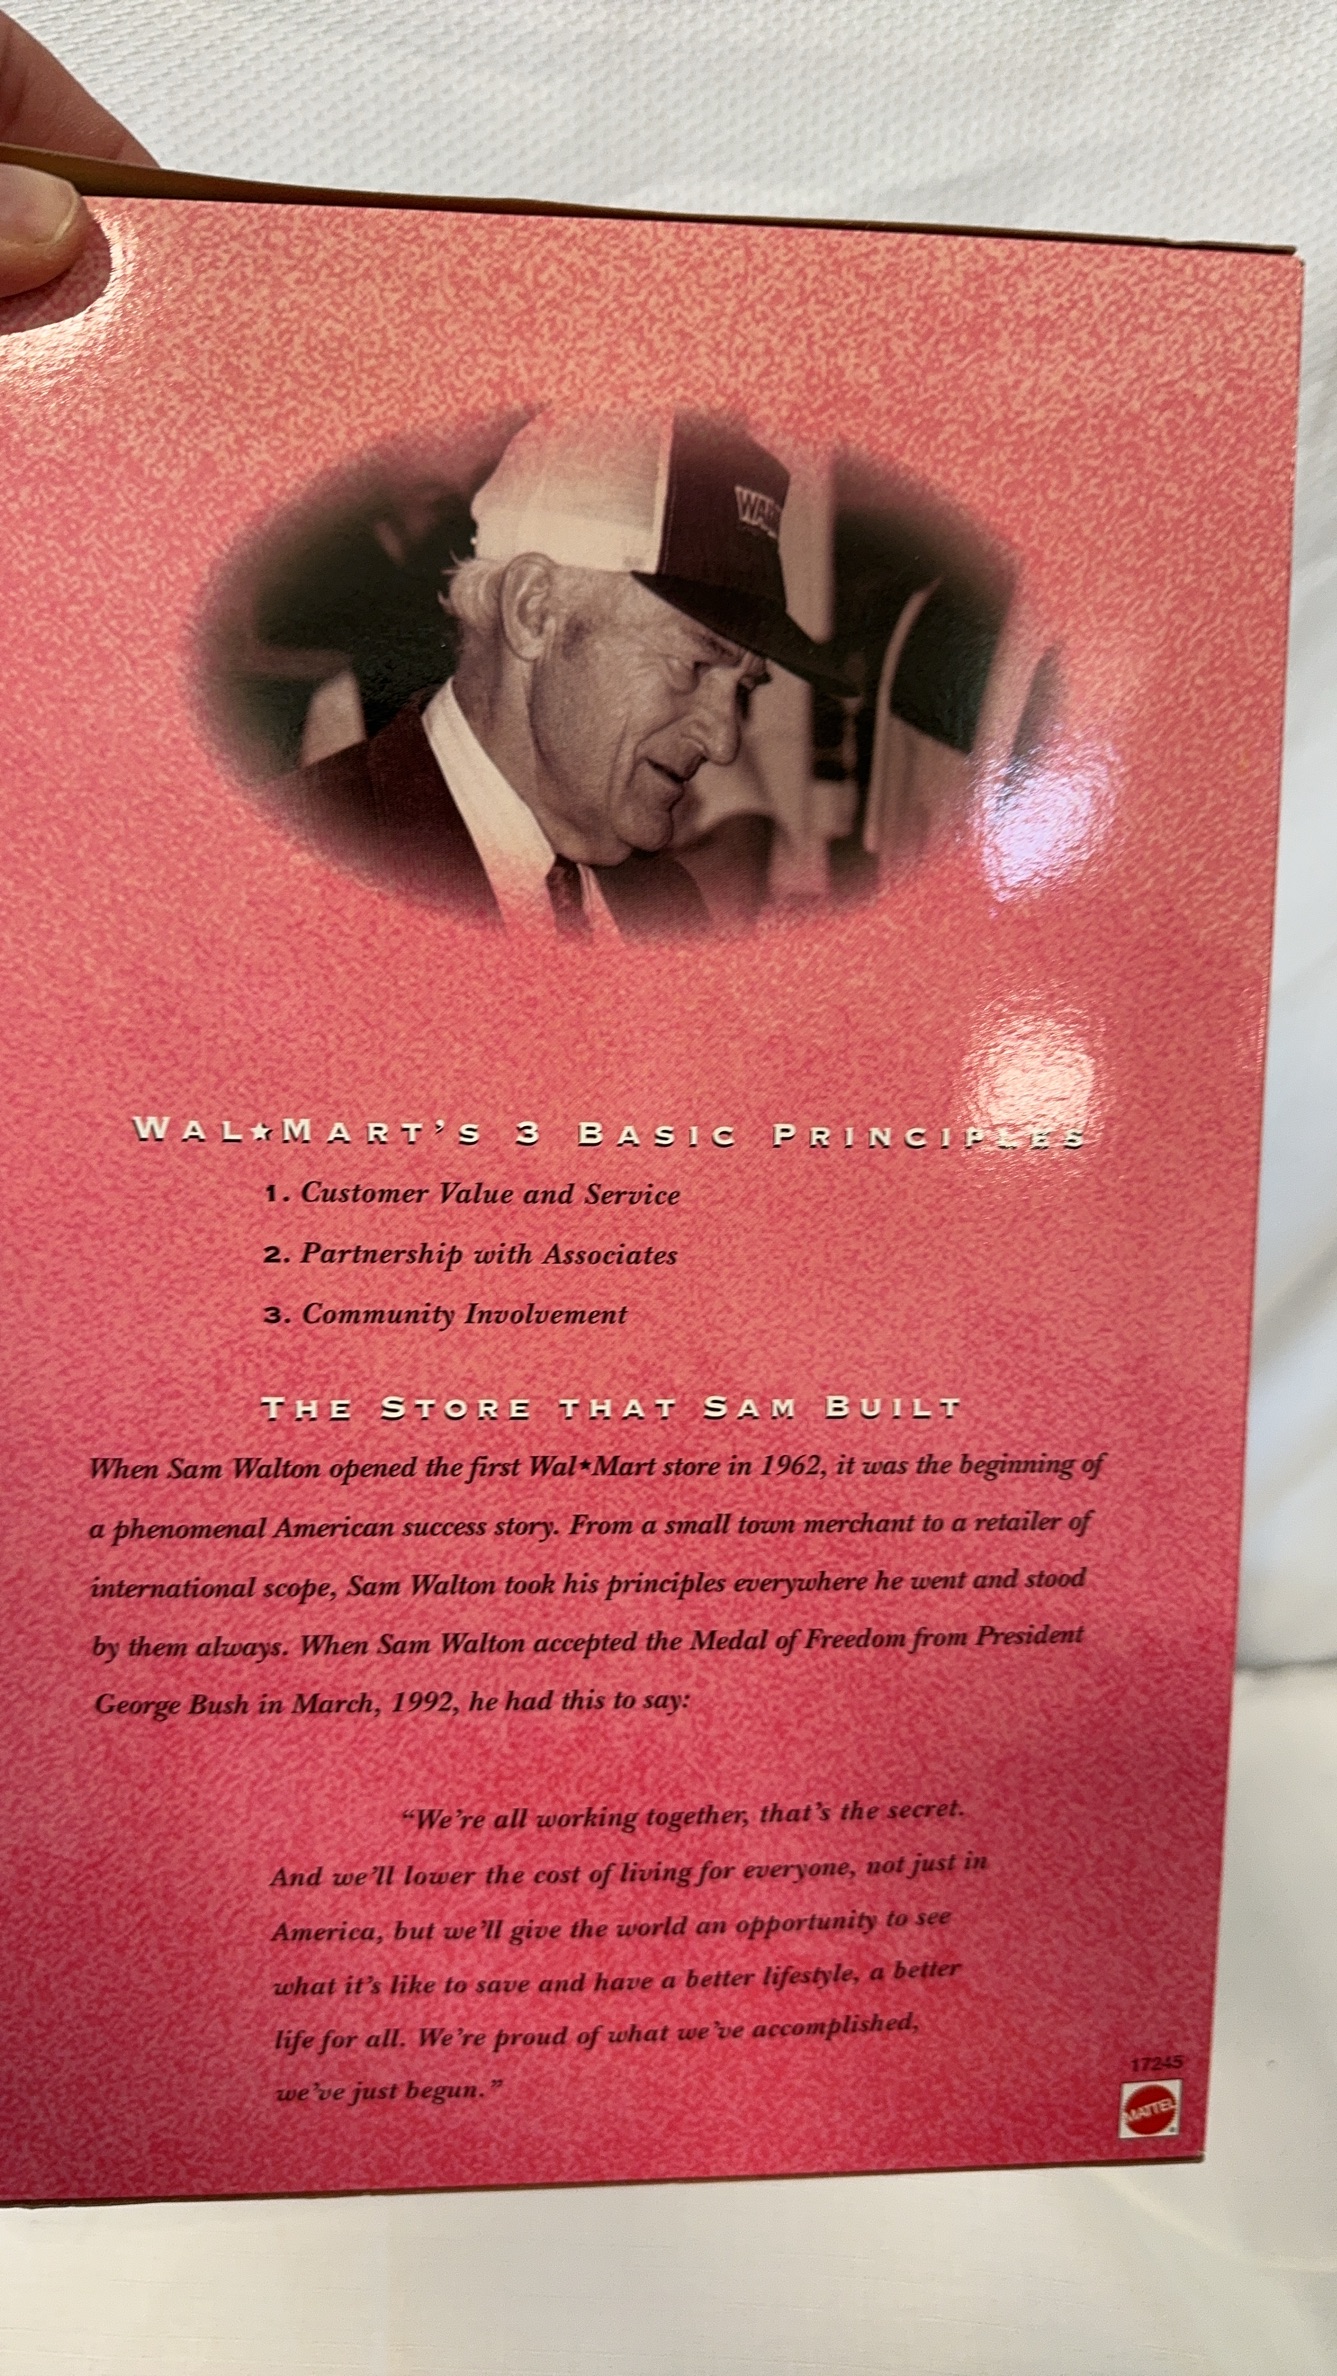 WAL
WAL★MART'S 3 BASIC PRINCIPLES
1. Customer Value and Service
2. Partnership with Associates
3. Community Involvement
THE STORE THAT SAM BUILT
When Sam Walton opened the first Wal★Mart store in 1962, it was the beginning of
a phenomenal American success story. From a small town merchant to a retailer of
international scope, Sam Walton took his principles everywhere he went and stood
by them always. When Sam Walton accepted the Medal of Freedom from President
George Bush in March, 1992, he had this to say:
“We’re all working together, that’s the secret.
And we’ll lower the cost of living for everyone, not just in
America, but we’ll give the world an opportunity to see
what it’s like to save and have a better lifestyle, a better
life for all. We’re proud of what we’ve accomplished,
we’ve just begun.”
17245
MATTEL